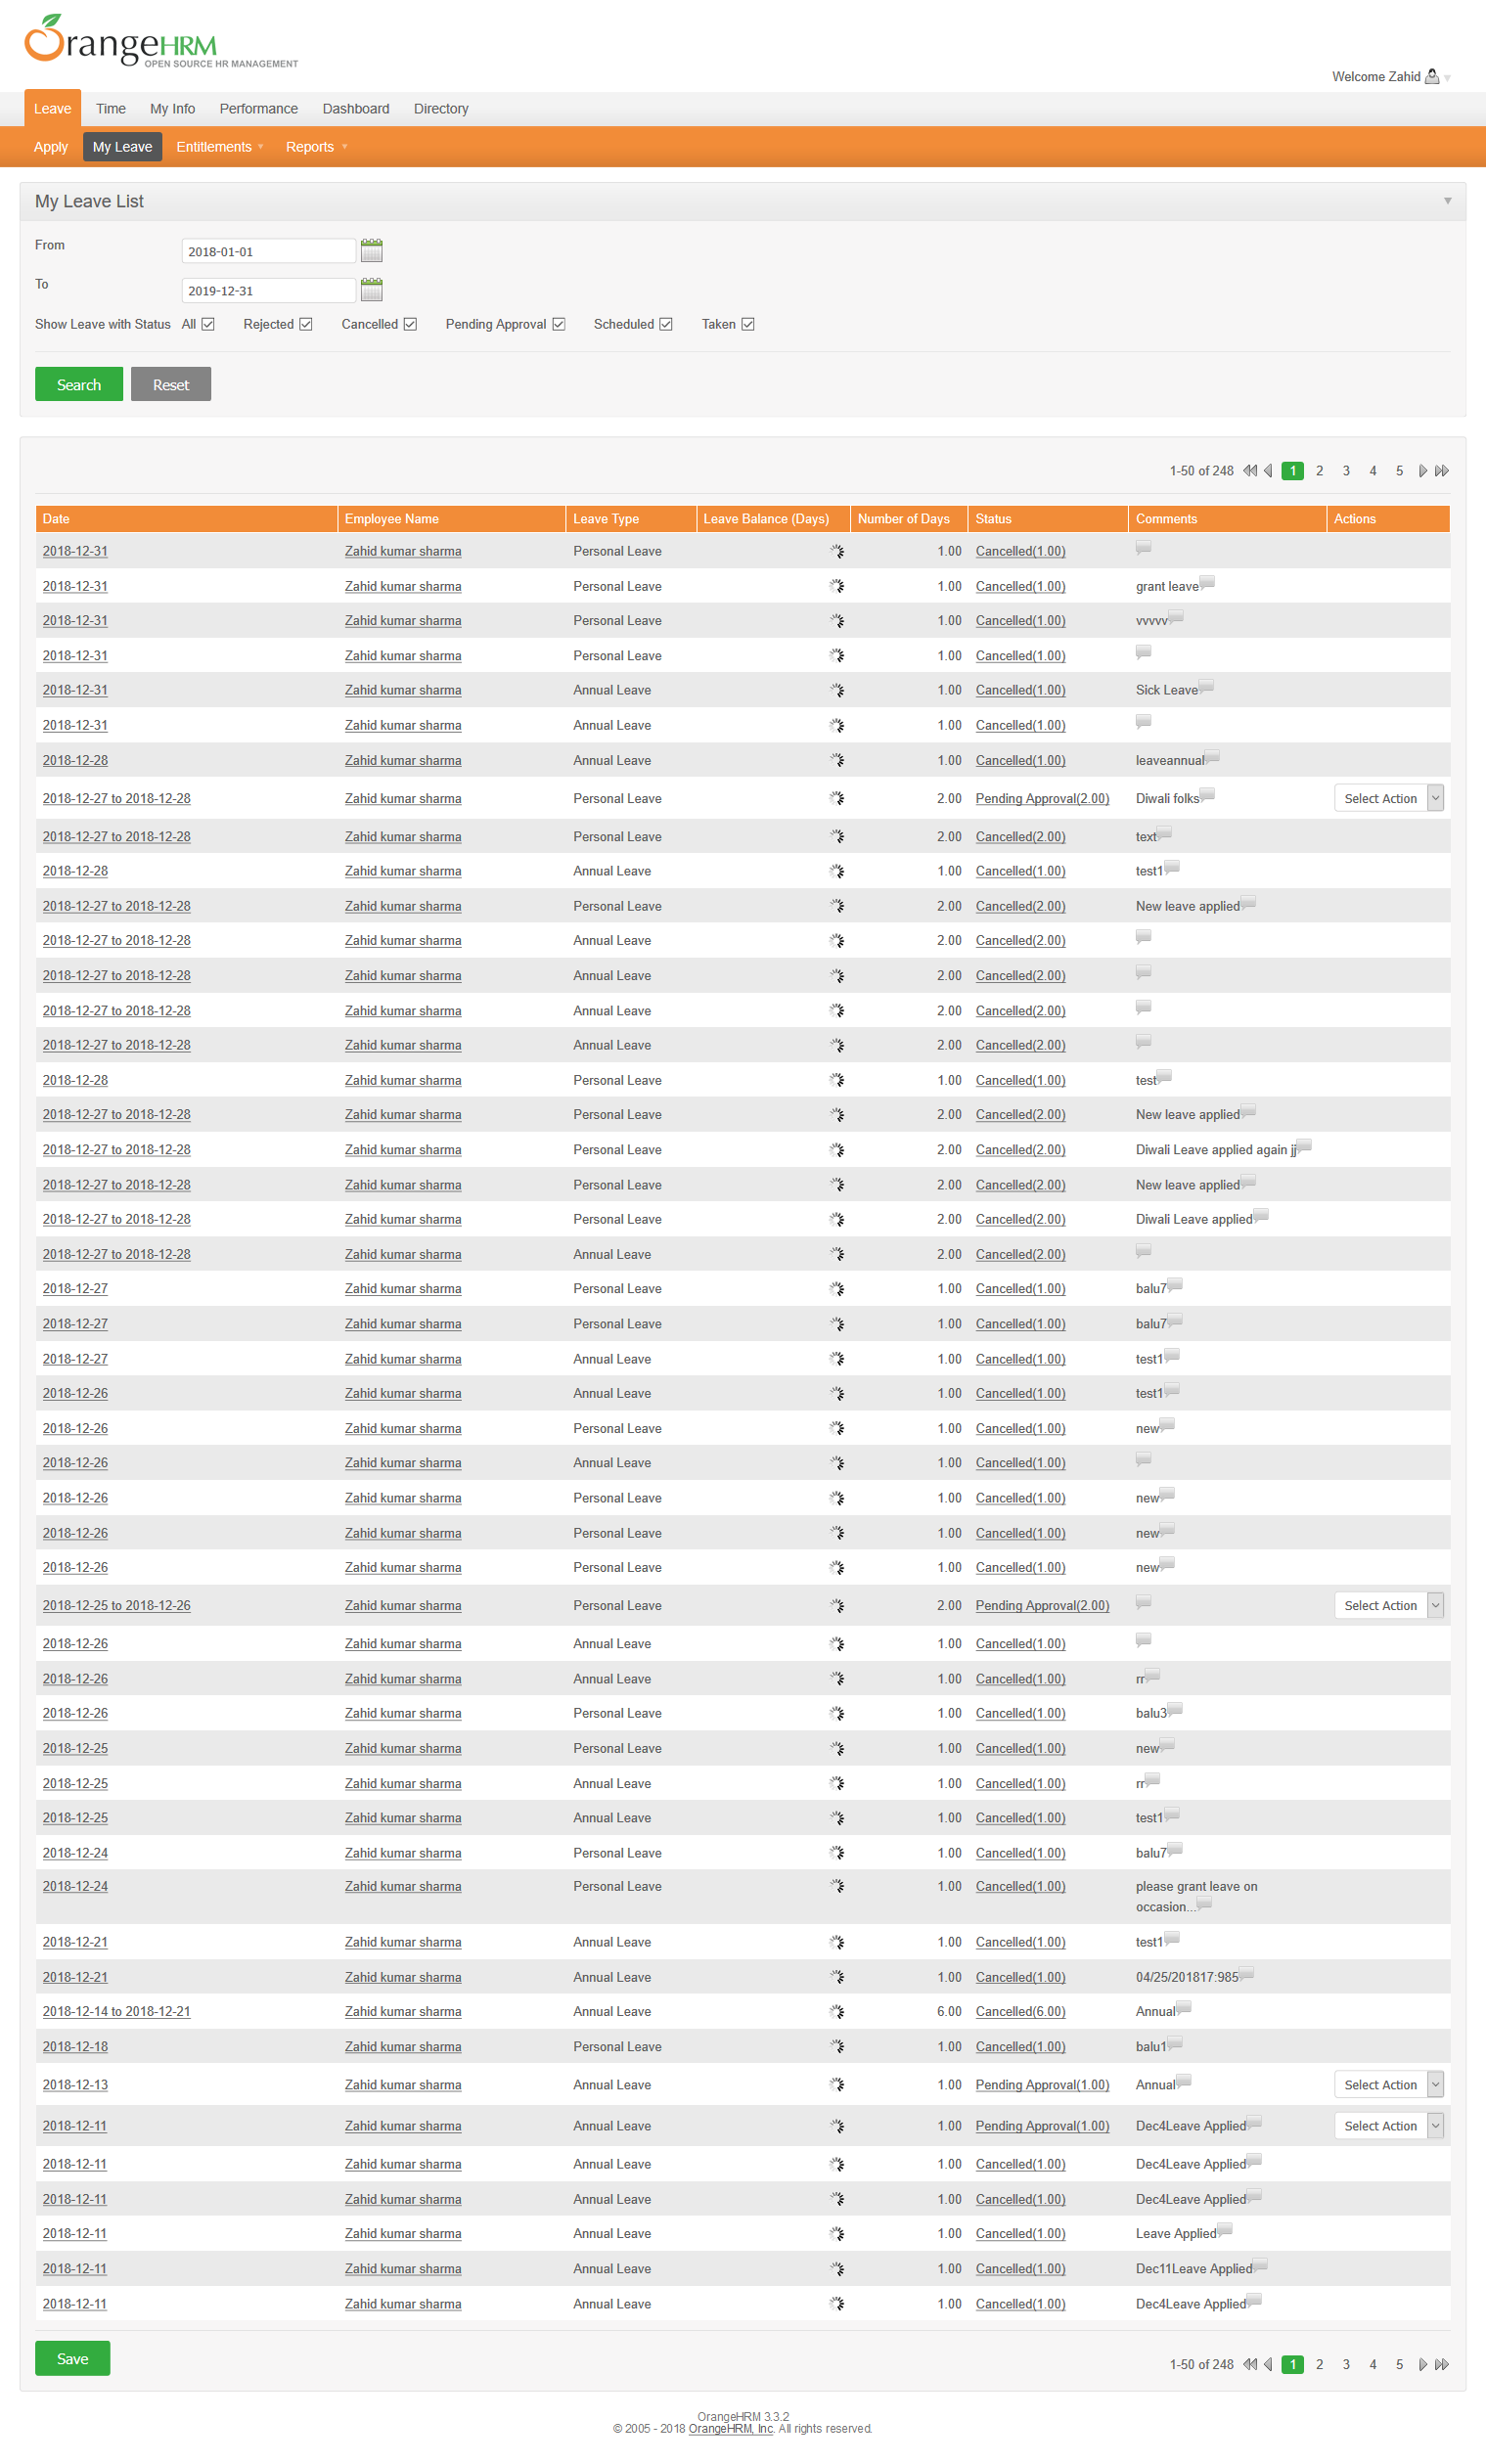 OrangeHRM
OPEN SOURCE HR MANAGEMENT
Welcome Zahid
Leave Time My Info Performance Dashboard Directory
Apply My Leave Entitlements Reports
My Leave List
From 2018-01-01
To 2019-12-31
Show Leave with Status All Rejected Cancelled Pending Approval Scheduled Taken
Search Reset
1-50 of 248 1 2 3 4 5
Date Employee Name Leave Type Leave Balance (Days) Number of Days Status Comments Actions
2018-12-31 Zahid kumar sharma Personal Leave 1.00 Cancelled(1.00)
2018-12-31 Zahid kumar sharma Personal Leave 1.00 Cancelled(1.00) grant leave
2018-12-31 Zahid kumar sharma Personal Leave 1.00 Cancelled(1.00) vvvvv
2018-12-31 Zahid kumar sharma Personal Leave 1.00 Cancelled(1.00)
2018-12-31 Zahid kumar sharma Annual Leave 1.00 Cancelled(1.00) Sick Leave
2018-12-31 Zahid kumar sharma Annual Leave 1.00 Cancelled(1.00)
2018-12-28 Zahid kumar sharma Annual Leave 1.00 Cancelled(1.00) leaveannual
2018-12-27 to 2018-12-28 Zahid kumar sharma Personal Leave 2.00 Pending Approval(2.00) Diwali folks Select Action
2018-12-27 to 2018-12-28 Zahid kumar sharma Personal Leave 2.00 Cancelled(2.00) text
2018-12-28 Zahid kumar sharma Annual Leave 1.00 Cancelled(1.00) test1
2018-12-27 to 2018-12-28 Zahid kumar sharma Personal Leave 2.00 Cancelled(2.00) New leave applied
2018-12-27 to 2018-12-28 Zahid kumar sharma Annual Leave 2.00 Cancelled(2.00)
2018-12-27 to 2018-12-28 Zahid kumar sharma Annual Leave 2.00 Cancelled(2.00)
2018-12-27 to 2018-12-28 Zahid kumar sharma Annual Leave 2.00 Cancelled(2.00)
2018-12-27 to 2018-12-28 Zahid kumar sharma Annual Leave 2.00 Cancelled(2.00)
2018-12-28 Zahid kumar sharma Personal Leave 1.00 Cancelled(1.00) test
2018-12-27 to 2018-12-28 Zahid kumar sharma Personal Leave 2.00 Cancelled(2.00) New leave applied
2018-12-27 to 2018-12-28 Zahid kumar sharma Personal Leave 2.00 Cancelled(2.00) Diwali Leave applied again jj
2018-12-27 to 2018-12-28 Zahid kumar sharma Personal Leave 2.00 Cancelled(2.00) New leave applied
2018-12-27 to 2018-12-28 Zahid kumar sharma Personal Leave 2.00 Cancelled(2.00) Diwali Leave applied
2018-12-27 to 2018-12-28 Zahid kumar sharma Annual Leave 2.00 Cancelled(2.00)
2018-12-27 Zahid kumar sharma Personal Leave 1.00 Cancelled(1.00) balu7
2018-12-27 Zahid kumar sharma Personal Leave 1.00 Cancelled(1.00) balu7
2018-12-27 Zahid kumar sharma Annual Leave 1.00 Cancelled(1.00) test1
2018-12-26 Zahid kumar sharma Annual Leave 1.00 Cancelled(1.00) test1
2018-12-26 Zahid kumar sharma Personal Leave 1.00 Cancelled(1.00) new
2018-12-26 Zahid kumar sharma Annual Leave 1.00 Cancelled(1.00)
2018-12-26 Zahid kumar sharma Personal Leave 1.00 Cancelled(1.00) new
2018-12-26 Zahid kumar sharma Personal Leave 1.00 Cancelled(1.00) new
2018-12-26 Zahid kumar sharma Personal Leave 1.00 Cancelled(1.00) new
2018-12-25 to 2018-12-26 Zahid kumar sharma Personal Leave 2.00 Pending Approval(2.00) Select Action
2018-12-26 Zahid kumar sharma Annual Leave 1.00 Cancelled(1.00)
2018-12-26 Zahid kumar sharma Annual Leave 1.00 Cancelled(1.00) rr
2018-12-26 Zahid kumar sharma Personal Leave 1.00 Cancelled(1.00) balu3
2018-12-25 Zahid kumar sharma Personal Leave 1.00 Cancelled(1.00) new
2018-12-25 Zahid kumar sharma Annual Leave 1.00 Cancelled(1.00) rr
2018-12-25 Zahid kumar sharma Annual Leave 1.00 Cancelled(1.00) test1
2018-12-24 Zahid kumar sharma Personal Leave 1.00 Cancelled(1.00) balu7
2018-12-24 Zahid kumar sharma Personal Leave 1.00 Cancelled(1.00) please grant leave on
occasion...
2018-12-21 Zahid kumar sharma Annual Leave 1.00 Cancelled(1.00) test1
2018-12-21 Zahid kumar sharma Annual Leave 1.00 Cancelled(1.00) 04/25/201817:985
2018-12-14 to 2018-12-21 Zahid kumar sharma Annual Leave 6.00 Cancelled(6.00) Annual
2018-12-18 Zahid kumar sharma Personal Leave 1.00 Cancelled(1.00) balu1
2018-12-13 Zahid kumar sharma Annual Leave 1.00 Pending Approval(1.00) Annual Select Action
2018-12-11 Zahid kumar sharma Annual Leave 1.00 Pending Approval(1.00) Dec4Leave Applied Select Action
2018-12-11 Zahid kumar sharma Annual Leave 1.00 Cancelled(1.00) Dec4Leave Applied
2018-12-11 Zahid kumar sharma Annual Leave 1.00 Cancelled(1.00) Dec4Leave Applied
2018-12-11 Zahid kumar sharma Annual Leave 1.00 Cancelled(1.00) Leave Applied
2018-12-11 Zahid kumar sharma Annual Leave 1.00 Cancelled(1.00) Dec11Leave Applied
2018-12-11 Zahid kumar sharma Annual Leave 1.00 Cancelled(1.00) Dec4Leave Applied
Save 1-50 of 248 1 2 3 4 5
OrangeHRM 3.3.2
© 2005 - 2018 OrangeHRM, Inc. All rights reserved.